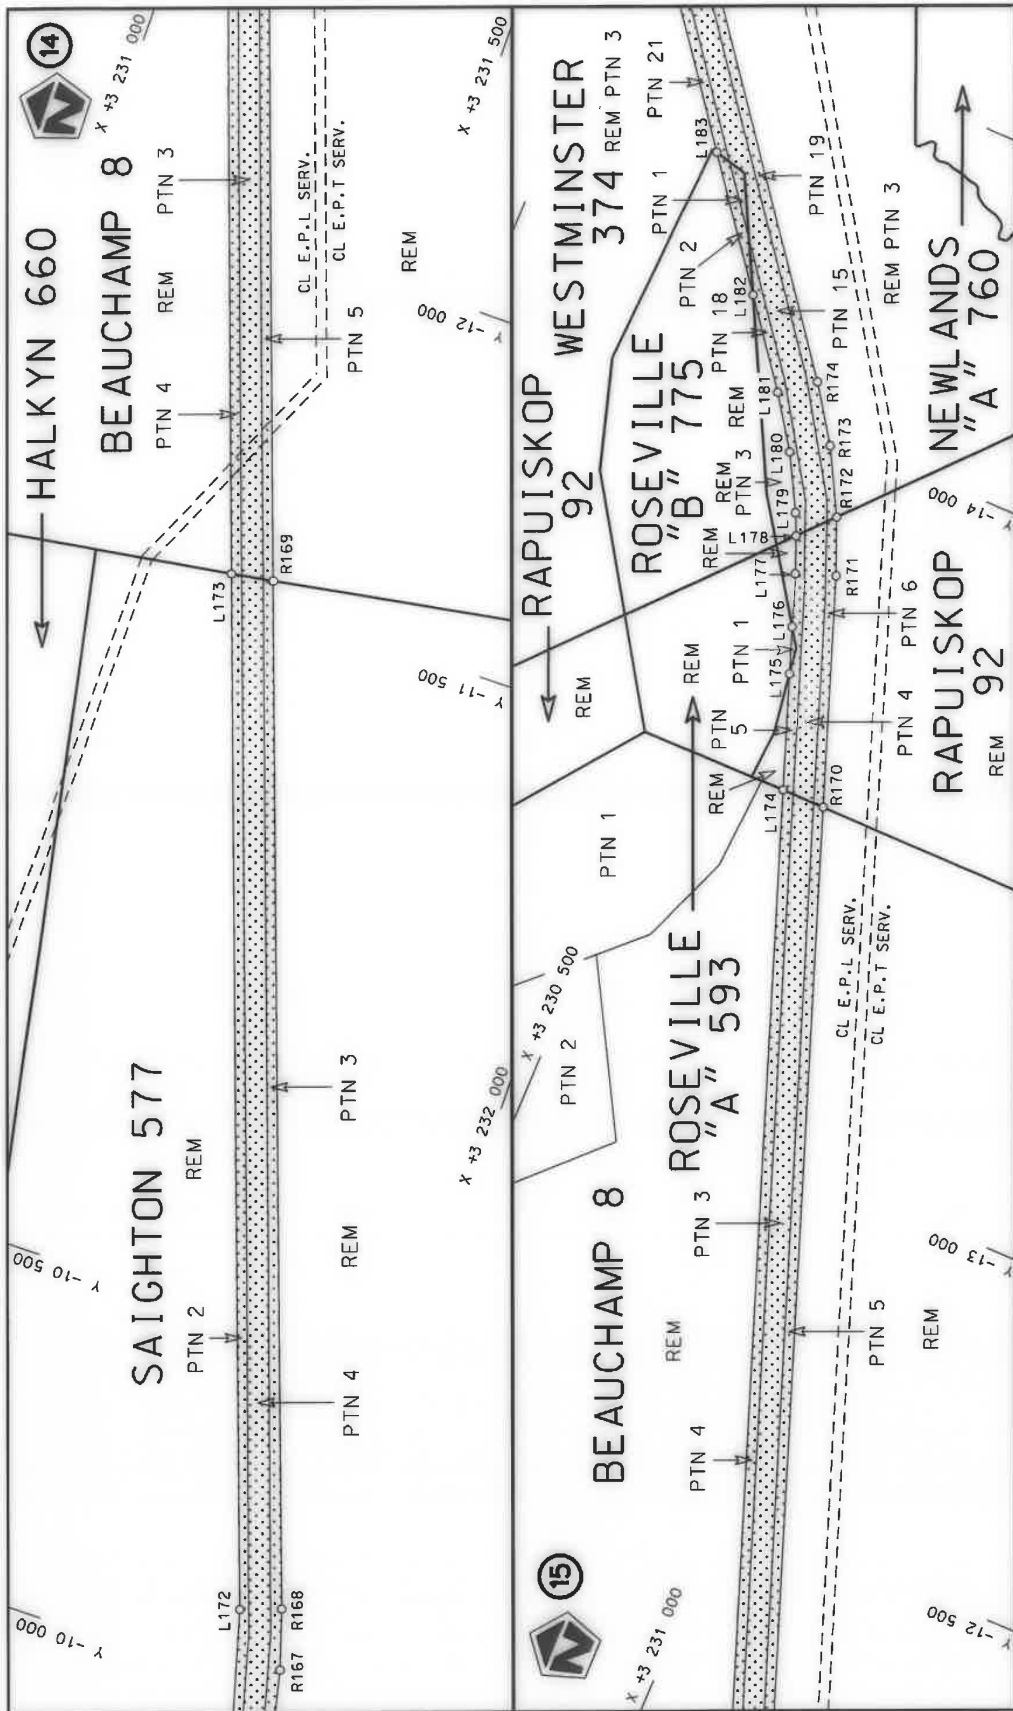 14
HALKYN 660
BEAUCHAMP 8
X +3 231 000
X +3 231 500
PTN 4
REM
PTN 3
CL E.P.L SERV.
CL E.P.T SERV.
REM
PTN 5
Y -12 000
L173
R169
Y -11 500
SAIGHTON 577
REM
PTN 2
PTN 3
REM
PTN 4
Y -10 500
X +3 232 000
L172
R168
R167
Y -10 000
15
WESTMINSTER
374
REM PTN 3
PTN 21
L183
PTN 1
PTN 2
PTN 19
RAPUISKOP
92
ROSEVILLE
"B" 775
PTN 18
L182
PTN 15
REM PTN 3
NEWLANDS
"A" 760
REM
L181
R174
L180
R173
REM
PTN 3
L179
R172
L178
REM
L177
R171
Y -14 000
L176
PTN 1
L175
PTN 6
REM
REM
PTN 5
PTN 4
RAPUISKOP
92
REM
REM
L174
R170
PTN 1
X +3 230 500
PTN 2
ROSEVILLE
"A" 593
CL E.P.L SERV.
CL E.P.T SERV.
BEAUCHAMP 8
PTN 3
REM
PTN 4
PTN 5
REM
Y -13 000
X +3 231 000
Y -12 500